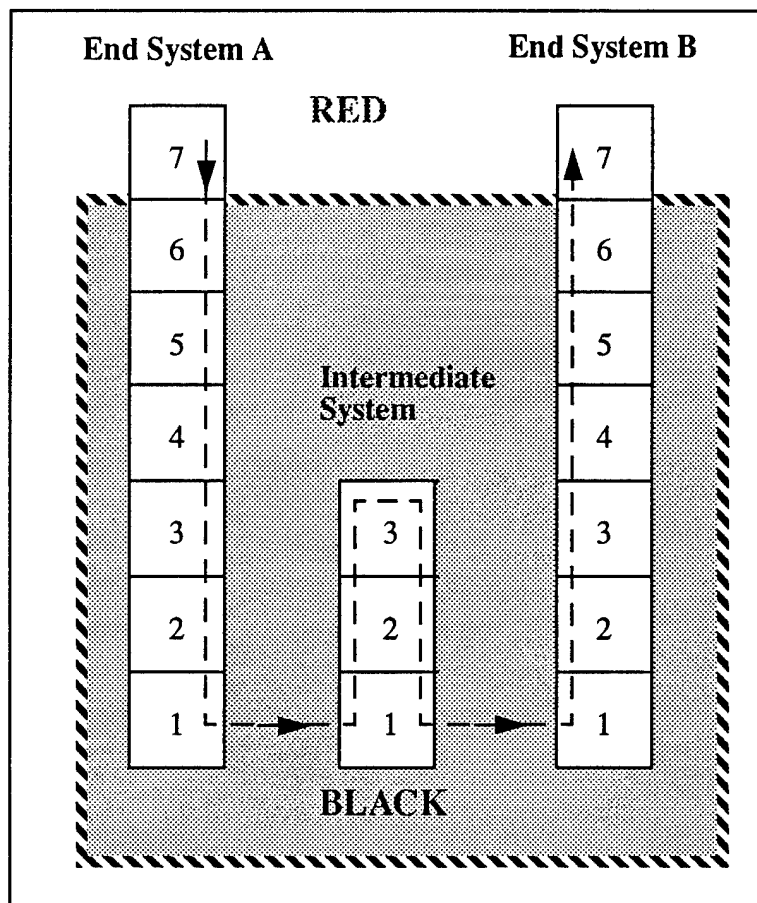 End System A End System B
RED
7 7
6 6
5 5
Intermediate
System
4 4
3 3 3
2 2 2
1 1 1
BLACK